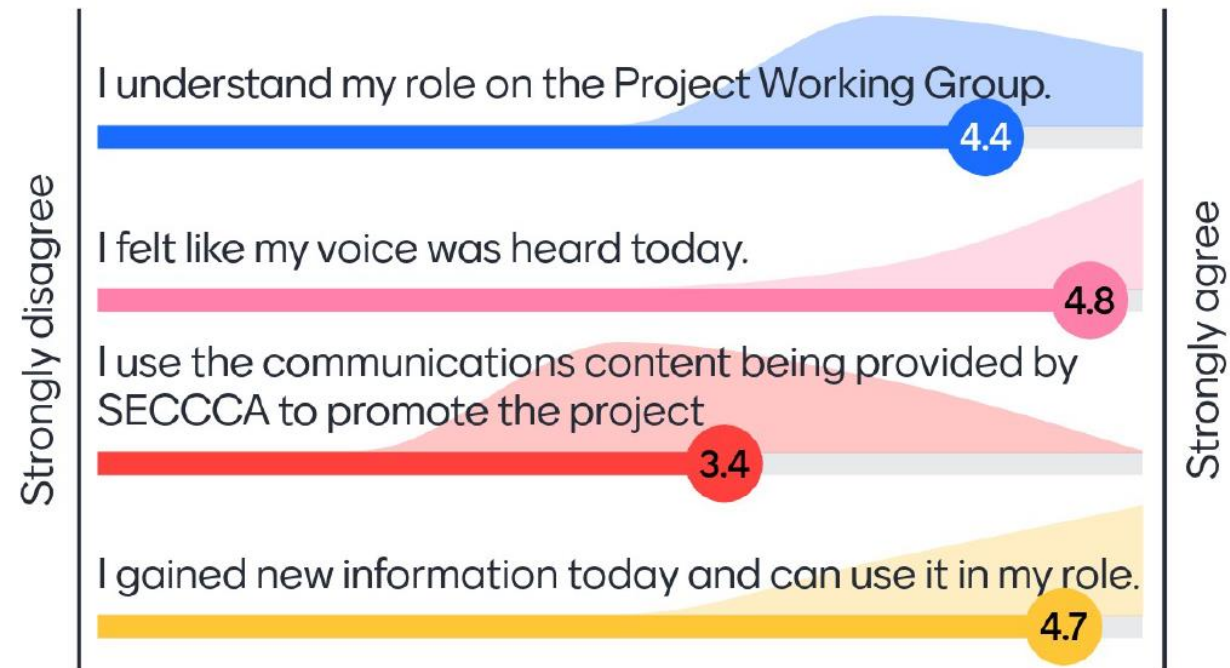 Strongly disagree
I understand my role on the Project Working Group.
4.4
I felt like my voice was heard today.
4.8
I use the communications content being provided by
SECCCA to promote the project
3.4
I gained new information today and can use it in my role.
4.7
Strongly agree